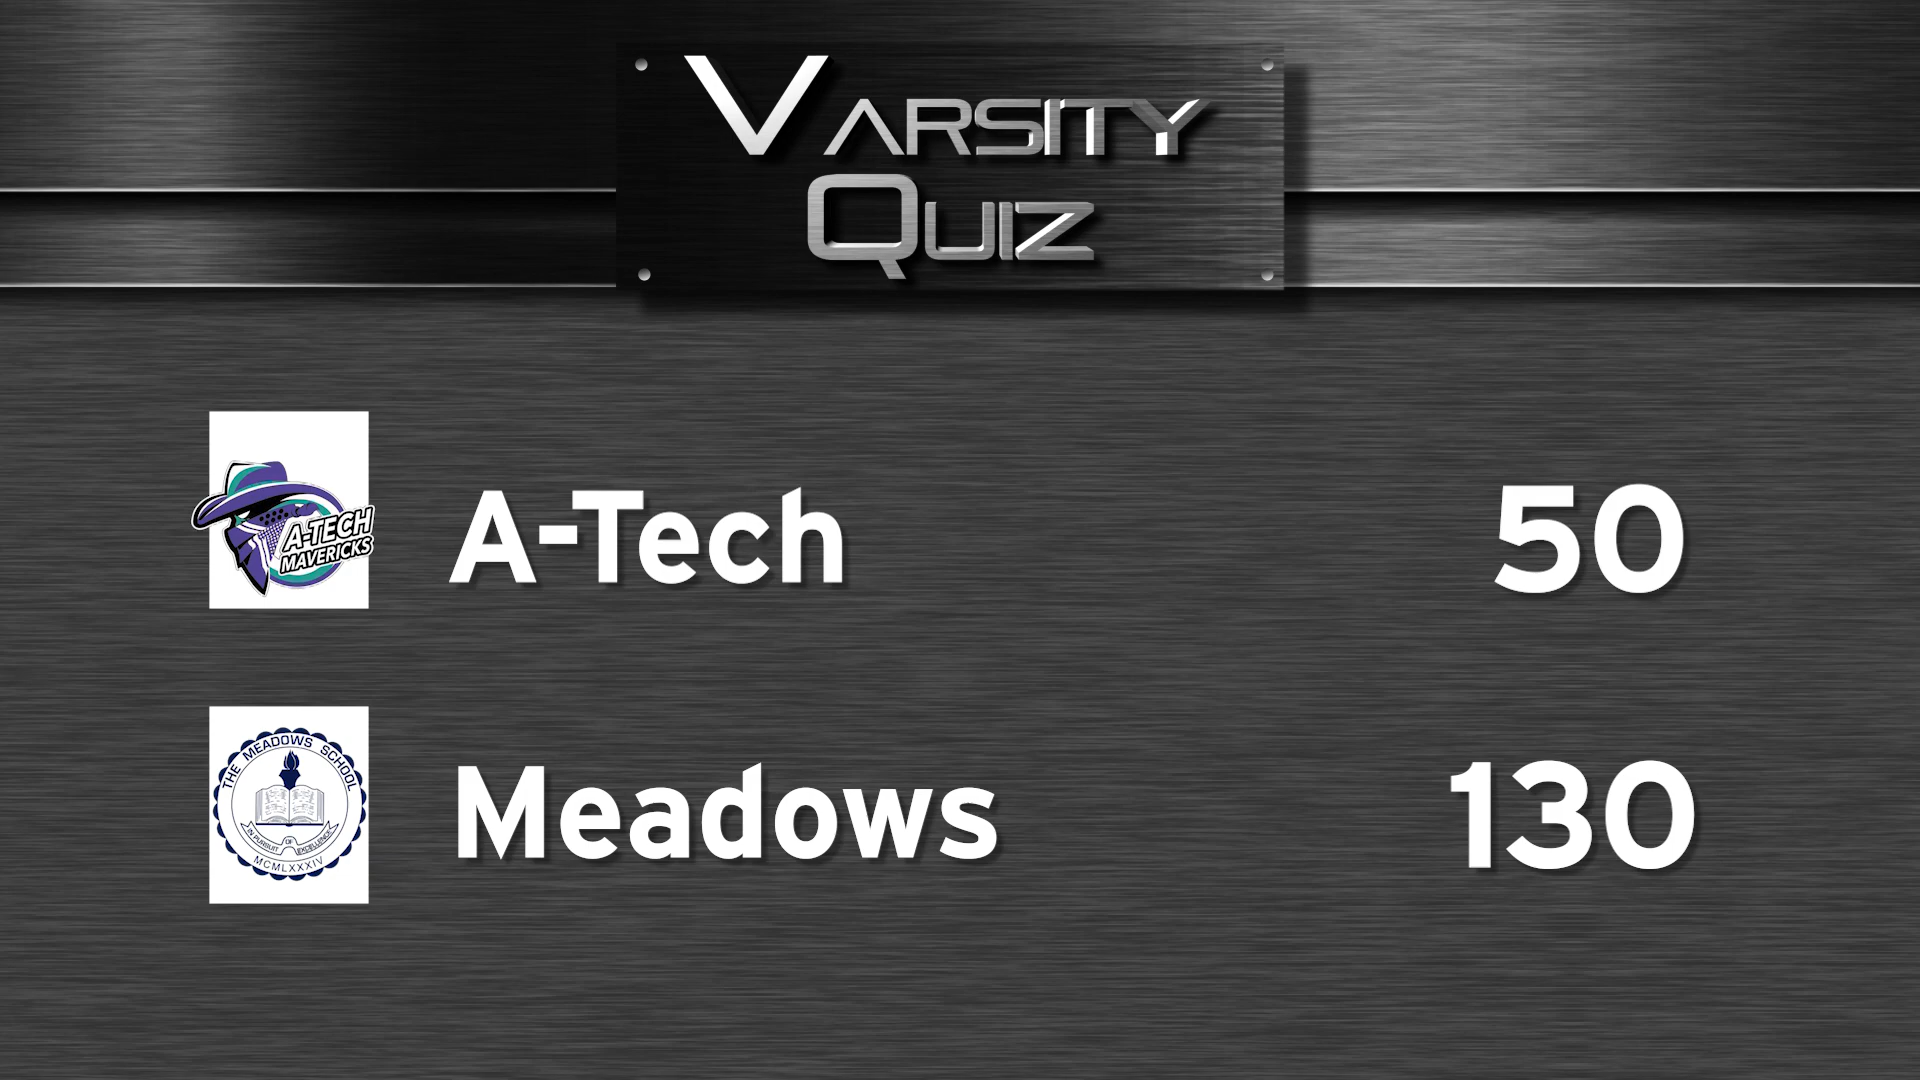 Varsity
Quiz
A-TECH
MAVERICKS
A-Tech
50
THE MEADOWS SCHOOL
IN PURSUIT OF EXCELLENCE
MCMLXXXIV
Meadows
130